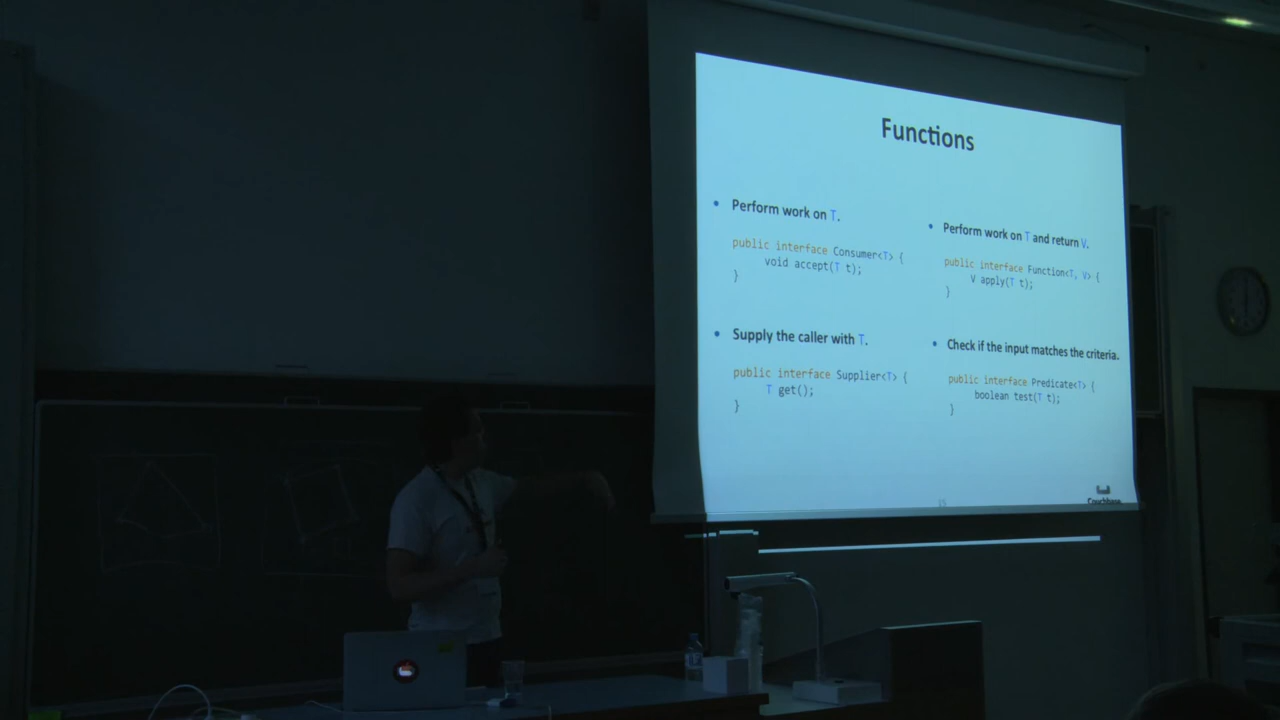 Functions
• Perform work on T.
public interface Consumer<T> {
void accept(T t);
}
• Supply the caller with T.
public interface Supplier<T> {
T get();
}
• Perform work on T and return V.
public interface Function<T, V> {
V apply(T t);
}
• Check if the input matches the criteria.
public interface Predicate<T> {
boolean test(T t);
}
Couchbase